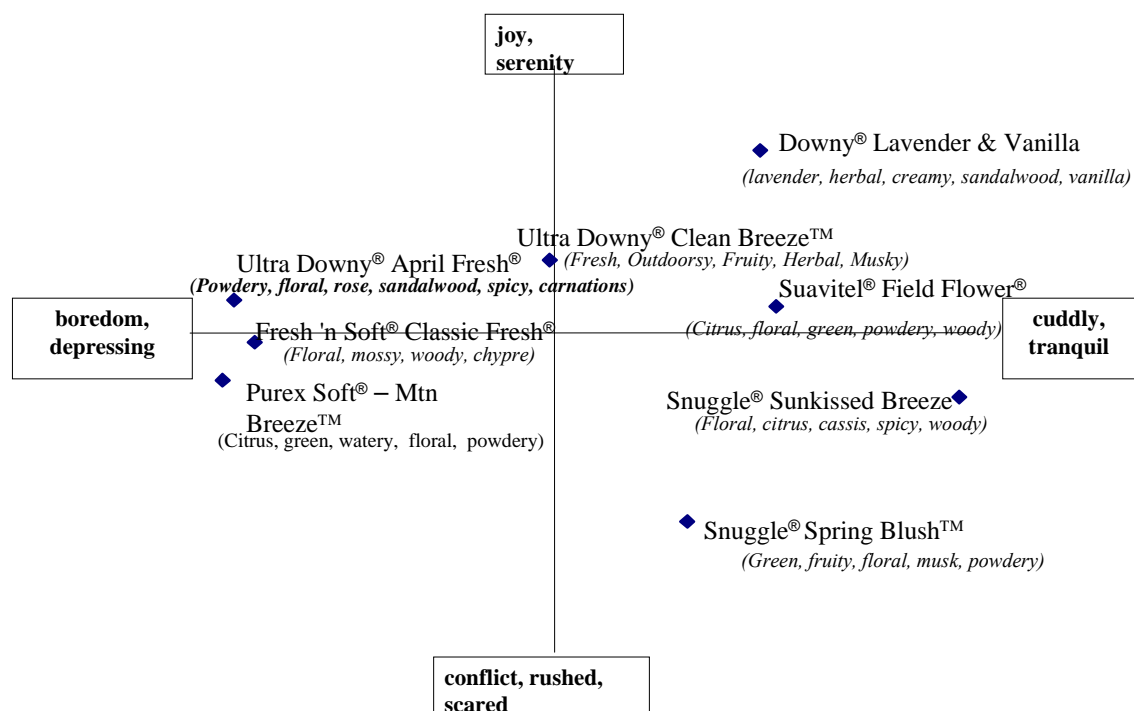 joy,
serenity
Downy® Lavender & Vanilla
(lavender, herbal, creamy, sandalwood, vanilla)
Ultra Downy® Clean Breeze™
(Fresh, Outdoorsy, Fruity, Herbal, Musky)
Ultra Downy® April Fresh®
(Powdery, floral, rose, sandalwood, spicy, carnations)
Suavitel® Field Flower®
(Citrus, floral, green, powdery, woody)
boredom,
depressing
Fresh 'n Soft® Classic Fresh®
(Floral, mossy, woody, chypre)
cuddly,
tranquil
Purex Soft® – Mtn
Breeze™
(Citrus, green, watery, floral, powdery)
Snuggle® Sunkissed Breeze
(Floral, citrus, cassis, spicy, woody)
Snuggle® Spring Blush™
(Green, fruity, floral, musk, powdery)
conflict, rushed,
scared